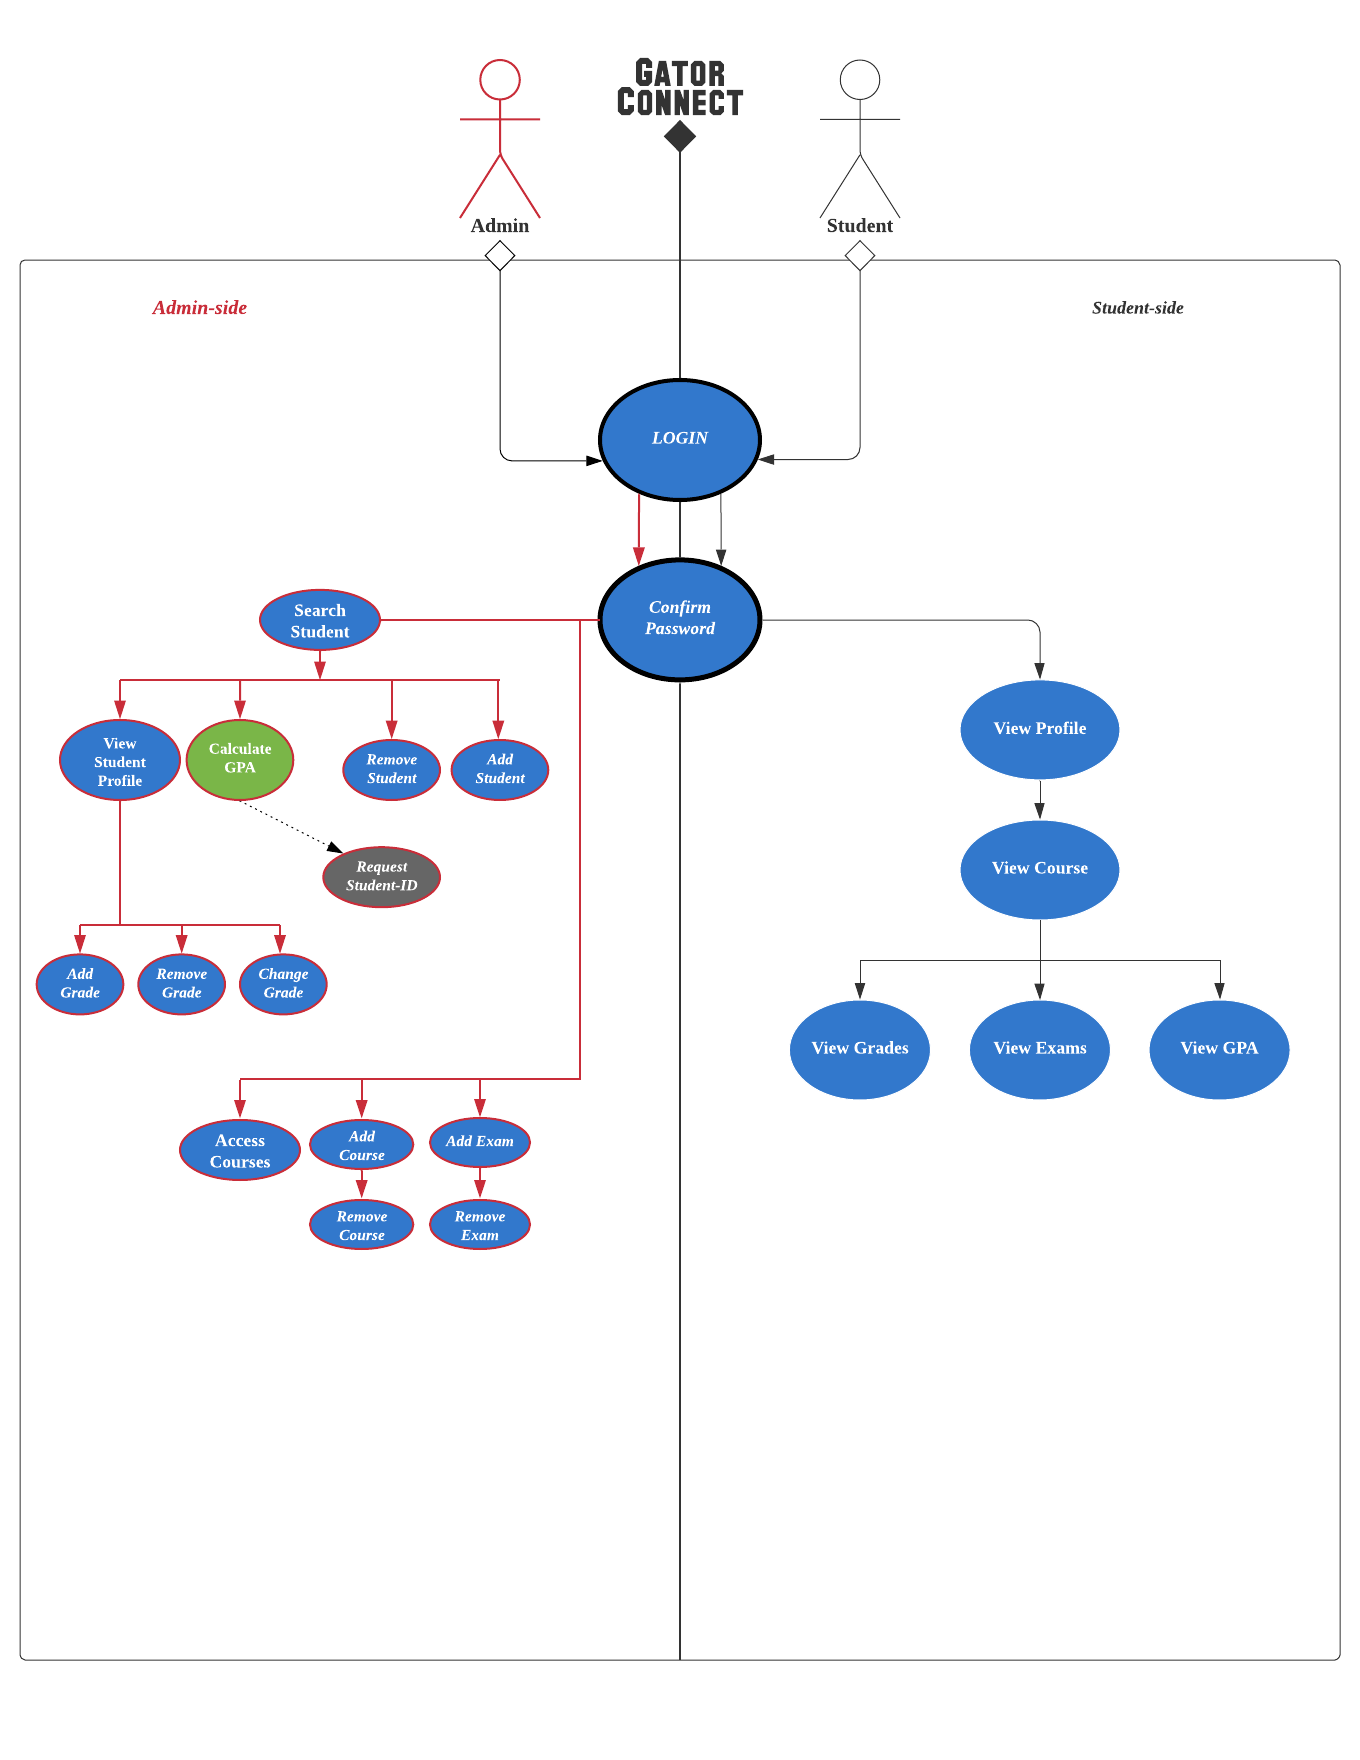 GATOR
CONNECT
Admin
Student
Admin-side
Student-side
LOGIN
Confirm
Password
Search
Student
View
Student
Profile
Calculate
GPA
Remove
Student
Add
Student
Request
Student-ID
Add
Grade
Remove
Grade
Change
Grade
Access
Courses
Add
Course
Add Exam
Remove
Course
Remove
Exam
View Profile
View Course
View Grades
View Exams
View GPA